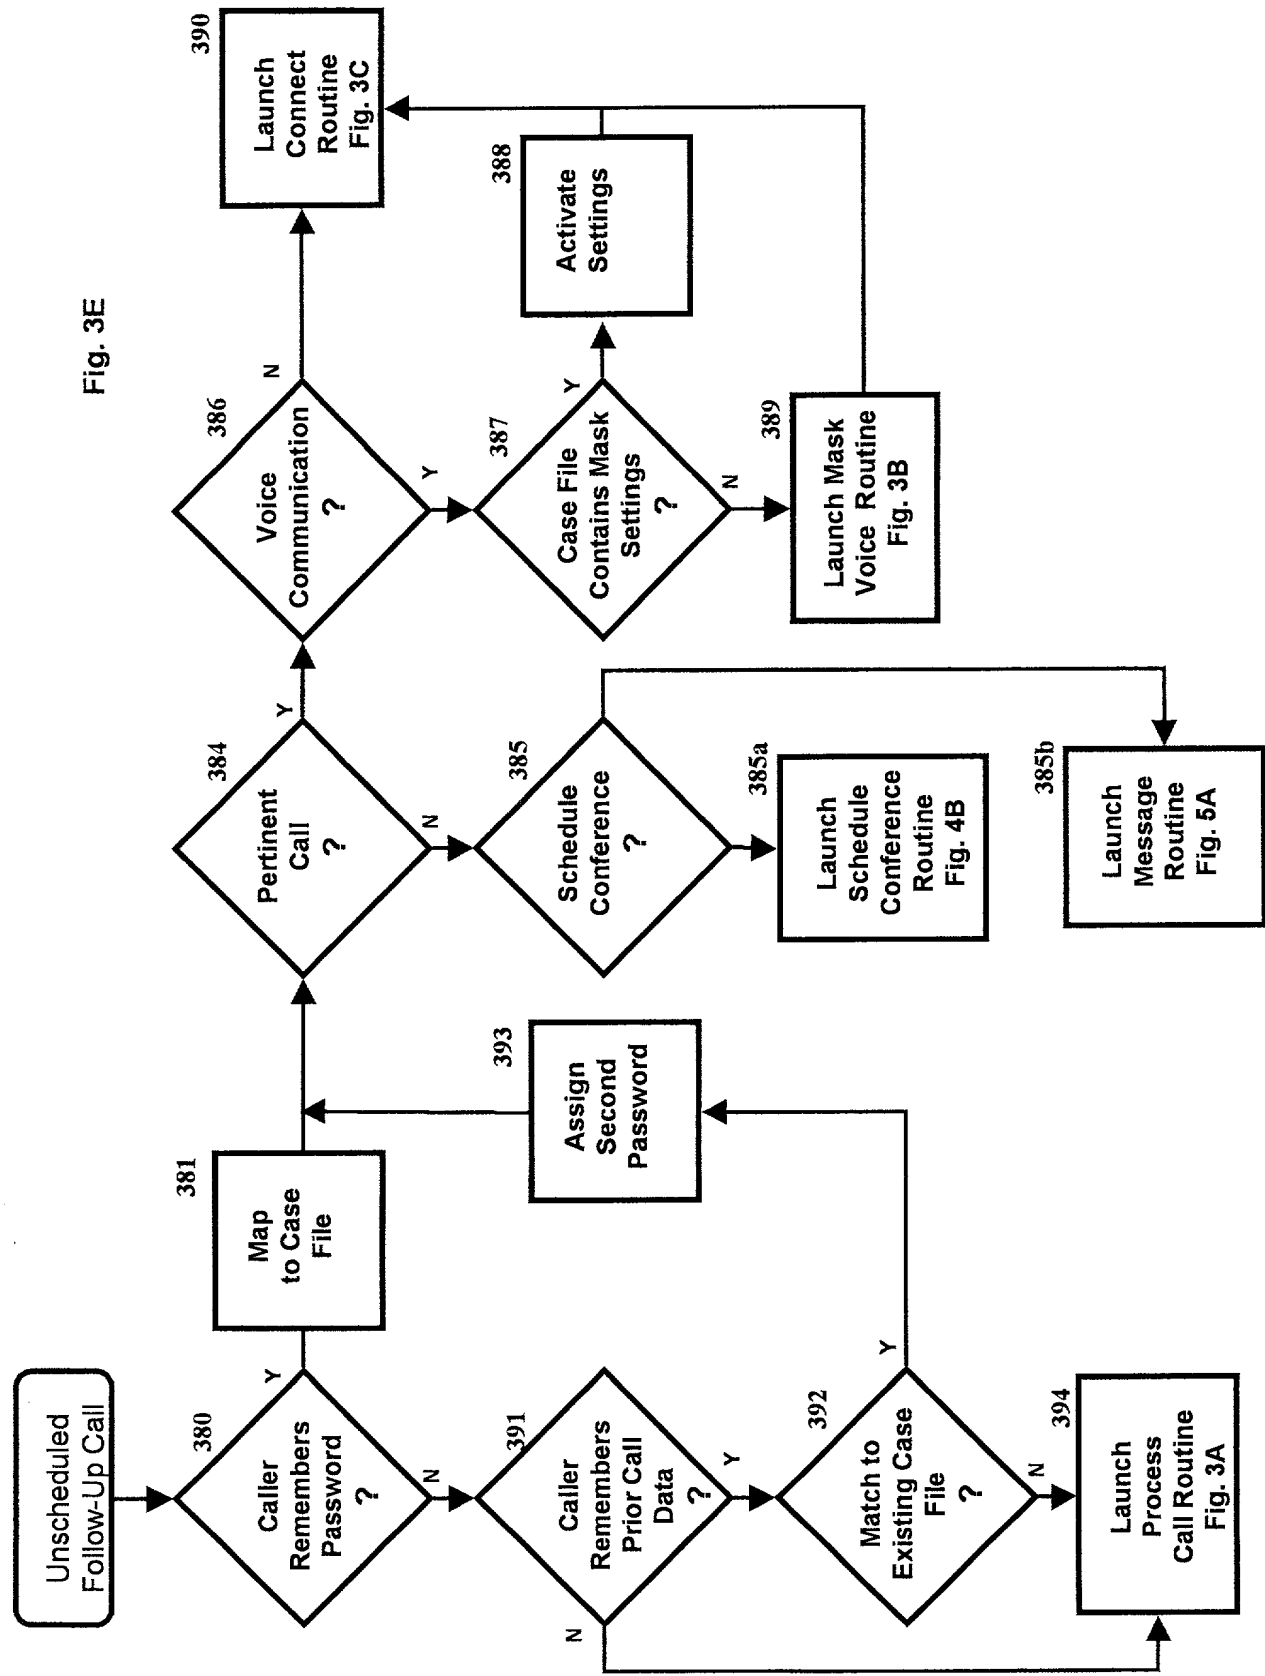 Fig. 3E
Unscheduled
Follow-Up Call
380
Caller
Remembers
Password
?
Y
N
381
Map
to Case
File
391
Caller
Remembers
Prior Call
Data
?
Y
N
392
Match to
Existing Case
File
?
Y
N
393
Assign
Second
Password
394
Launch
Process
Call Routine
Fig. 3A
384
Pertinent
Call
?
Y
N
385
Schedule
Conference
?
385a
Launch
Schedule
Conference
Routine
Fig. 4B
385b
Launch
Message
Routine
Fig. 5A
386
Voice
Communication
?
N
Y
387
Case File
Contains Mask
Settings
?
Y
N
388
Activate
Settings
389
Launch Mask
Voice Routine
Fig. 3B
390
Launch
Connect
Routine
Fig. 3C